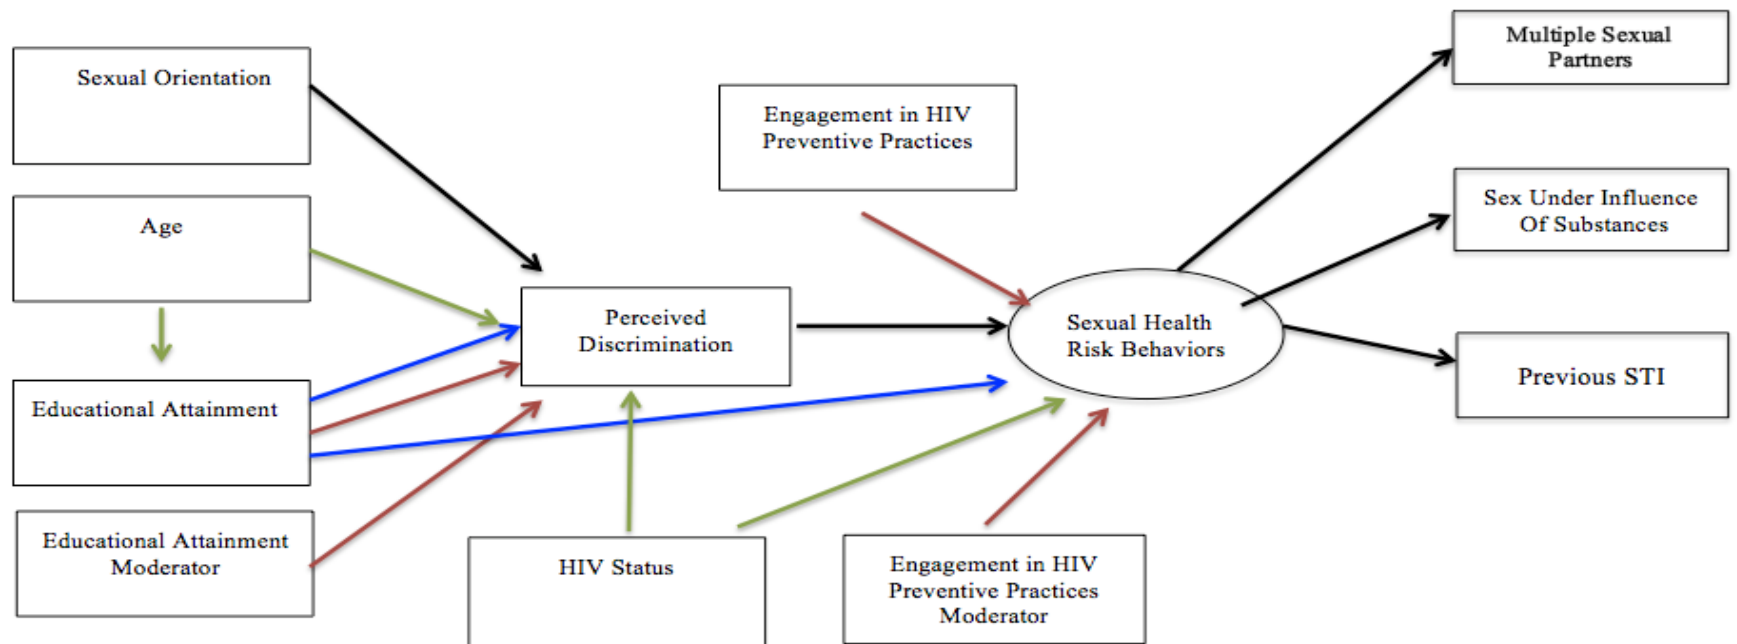 Sexual Orientation
Age
Educational Attainment
Educational Attainment
Moderator
Perceived
Discrimination
HIV Status
Engagement in HIV
Preventive Practices
Engagement in HIV
Preventive Practices
Moderator
Sexual Health
Risk Behaviors
Multiple Sexual
Partners
Sex Under Influence
Of Substances
Previous STI